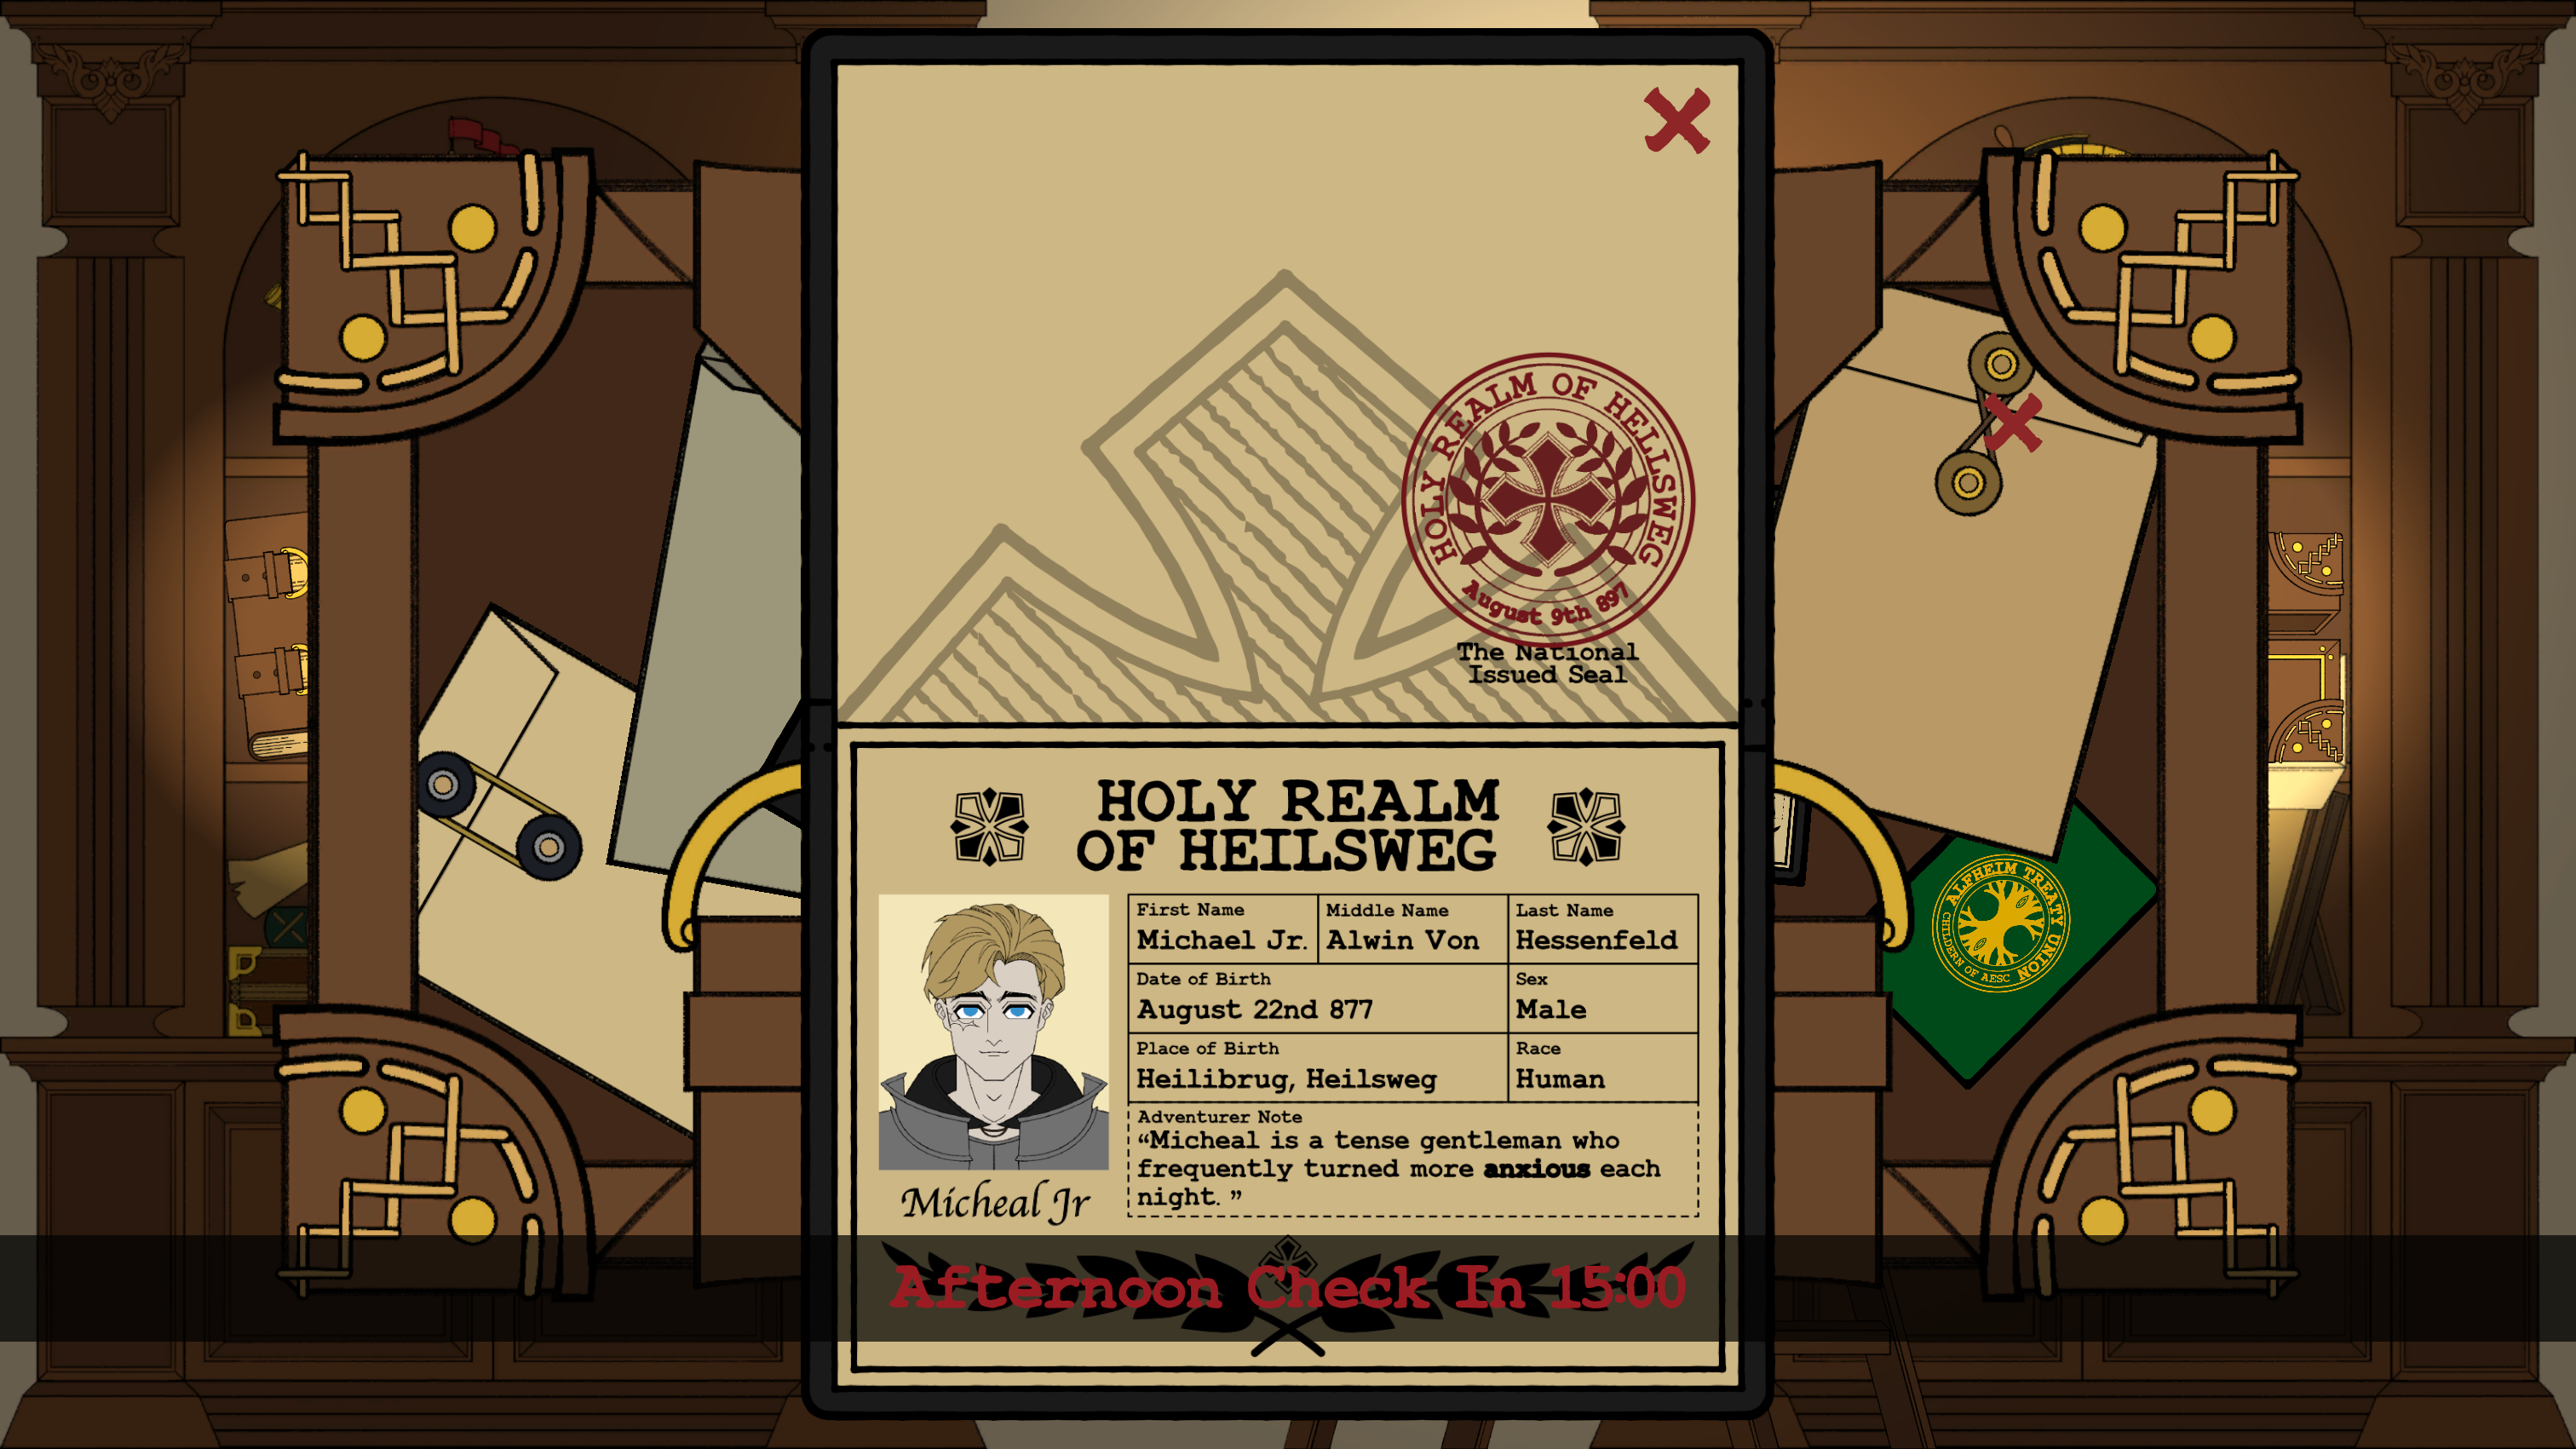 HOLY REALM OF HELLSWEG
August 9th 897
The National
Issued Seal
HOLY REALM
OF HEILSWEG
First Name
Michael Jr.
Middle Name
Alwin Von
Last Name
Hessenfeld
Date of Birth
August 22nd 877
Sex
Male
Place of Birth
Heilibrug, Heilsweg
Race
Human
Adventurer Note
“Micheal is a tense gentleman who
frequently turned more anxious each
night. ”
Micheal Jr
Afternoon Check In 15:00
ALFHEIM TREATY UNION
CHILDERN OF AESC